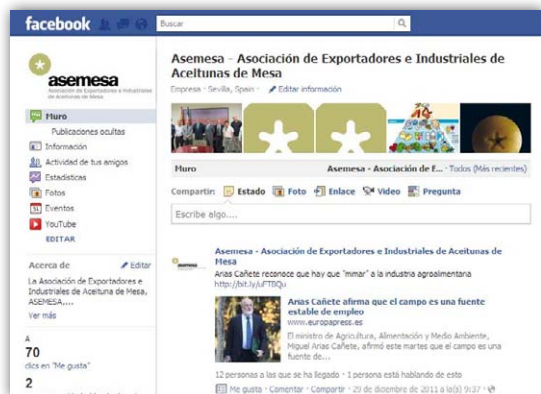 facebook
Buscar
asemesa
Asociación de Exportadores e Industriales
de Aceitunas de Mesa
Muro
Publicaciones ocultas
Información
Actividad de tus amigos
Estadísticas
Fotos
Eventos
YouTube
EDITAR
Acerca de
Editar
La Asociación de Exportadores e
Industriales de Aceituna de Mesa,
ASEMESA,....
Ver más
A
70
clics en "Me gusta"
2
Asemesa - Asociación de Exportadores e Industriales de
Aceitunas de Mesa
Empresa · Sevilla, Spain · Editar información
Muro
Asemesa - Asociación de E... · Todos (Más recientes)
Compartir: Estado Foto Enlace Vídeo Pregunta
Escribe algo....
asemesa
Asemesa - Asociación de Exportadores e Industriales de Aceitunas de
Mesa
Arias Cañete reconoce que hay que "mimar" a la industria agroalimentaria
http://bit.ly/uFTBQu
Arias Cañete afirma que el campo es una fuente
estable de empleo
www.europapress.es
El ministro de Agricultura, Alimentación y Medio Ambiente,
Miguel Arias Cañete, afirmó este martes que el campo es una
fuente de...
12 personas a las que se ha llegado · 1 persona está hablando de esto
Me gusta · Comentar · Compartir · 29 de diciembre de 2011 a la(s) 9:37 ·